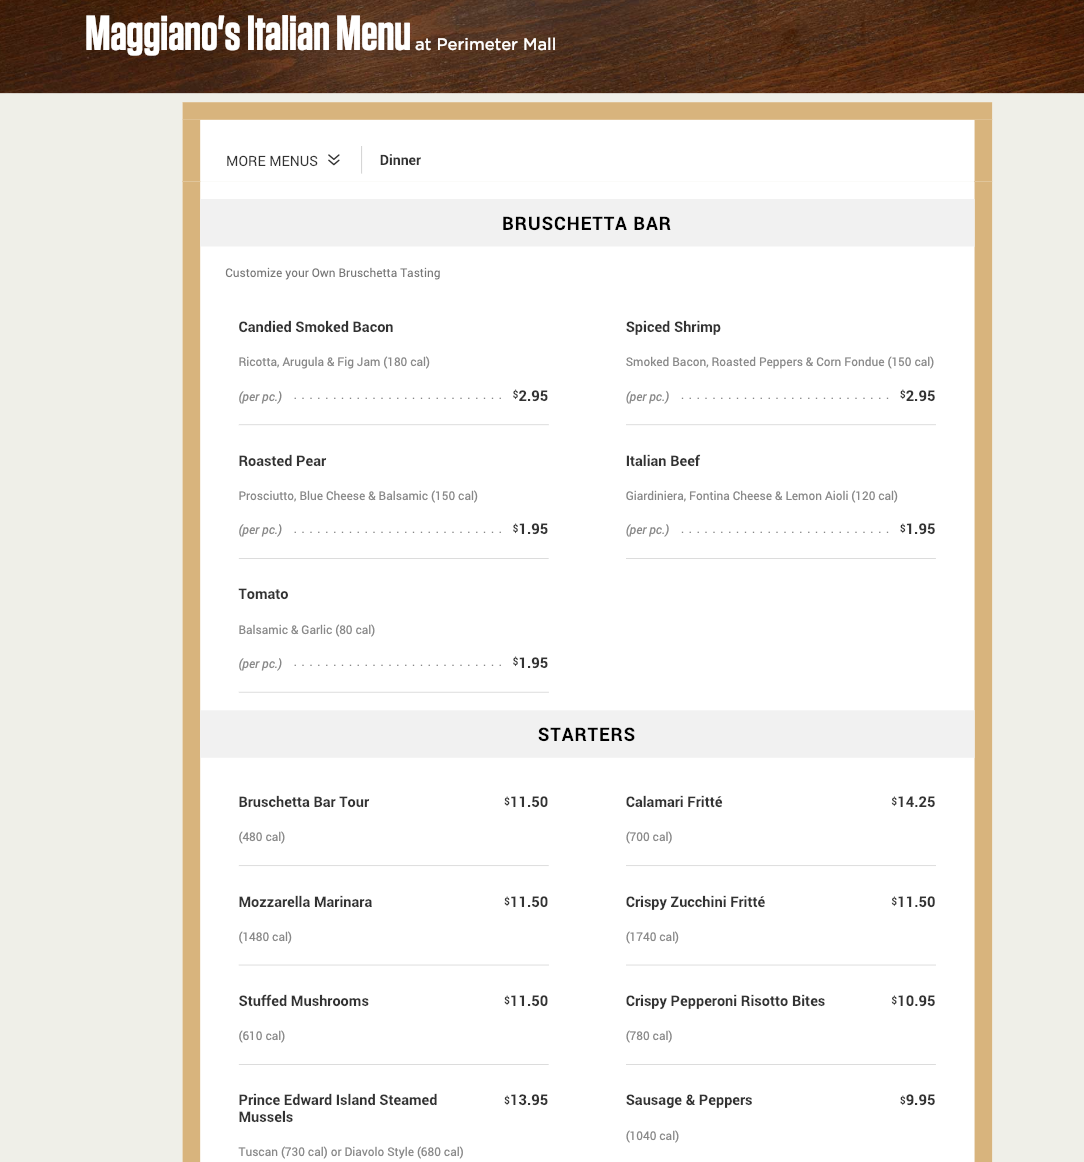 Maggiano's Italian Menu at Perimeter Mall
MORE MENUS
Dinner
BRUSCHETTA BAR
Customize your Own Bruschetta Tasting
Candied Smoked Bacon
Ricotta, Arugula & Fig Jam (180 cal)
(per pc.) . . . . . . . . . . . . . . . . . . . . . . . . . . . $2.95
Spiced Shrimp
Smoked Bacon, Roasted Peppers & Corn Fondue (150 cal)
(per pc.) . . . . . . . . . . . . . . . . . . . . . . . . . . . $2.95
Roasted Pear
Prosciutto, Blue Cheese & Balsamic (150 cal)
(per pc.) . . . . . . . . . . . . . . . . . . . . . . . . . . . $1.95
Italian Beef
Giardiniera, Fontina Cheese & Lemon Aioli (120 cal)
(per pc.) . . . . . . . . . . . . . . . . . . . . . . . . . . . $1.95
Tomato
Balsamic & Garlic (80 cal)
(per pc.) . . . . . . . . . . . . . . . . . . . . . . . . . . . $1.95
STARTERS
Bruschetta Bar Tour $11.50
(480 cal)
Calamari Fritté $14.25
(700 cal)
Mozzarella Marinara $11.50
(1480 cal)
Crispy Zucchini Fritté $11.50
(1740 cal)
Stuffed Mushrooms $11.50
(610 cal)
Crispy Pepperoni Risotto Bites $10.95
(780 cal)
Prince Edward Island Steamed $13.95
Mussels
Tuscan (730 cal) or Diavolo Style (680 cal)
Sausage & Peppers $9.95
(1040 cal)